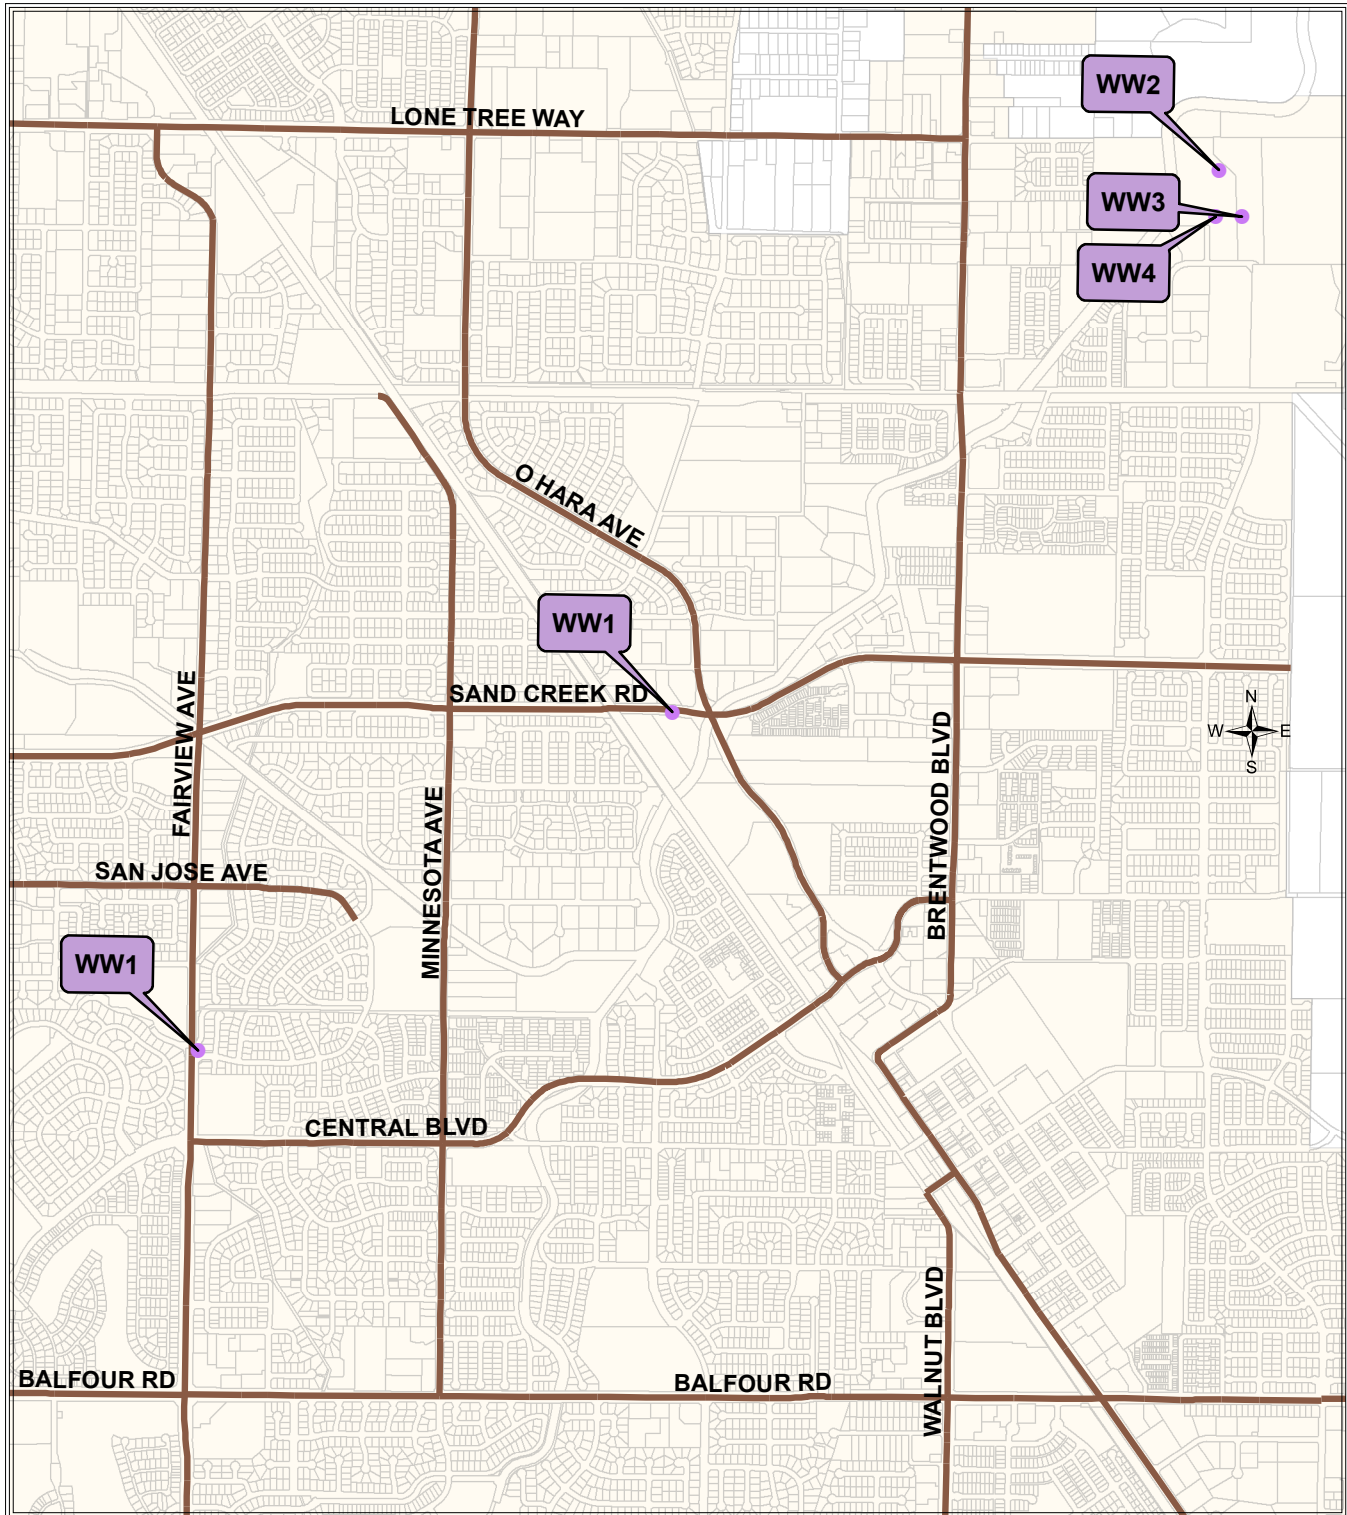 WW2
LONE TREE WAY
WW3
WW4
O HARA AVE
WW1
SAND CREEK RD
FAIRVIEW AVE
N
W
E
S
BRENTWOOD BLVD
MINNESOTA AVE
SAN JOSE AVE
WW1
CENTRAL BLVD
WALNUT BLVD
BALFOUR RD
BALFOUR RD